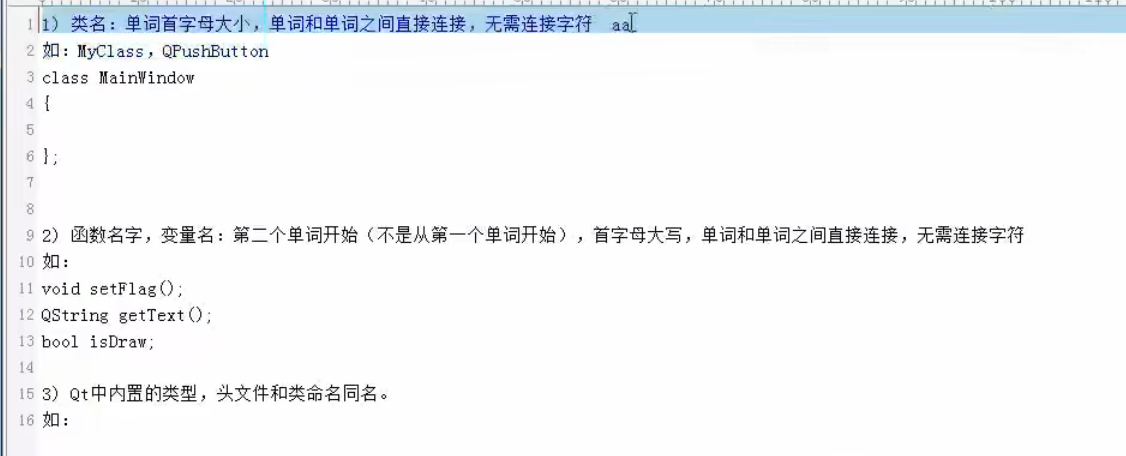 1 1) 类名：单词首字母大小，单词和单词之间直接连接，无需连接字符  aa
2 如：MyClass，QPushButton
3 class MainWindow
4 {
5
6 };
7
8
9 2) 函数名字，变量名：第二个单词开始（不是从第一个单词开始），首字母大写，单词和单词之间直接连接，无需连接字符
10 如：
11 void setFlag();
12 QString getText();
13 bool isDraw;
14
15 3) Qt中内置的类型，头文件和类命名同名。
16 如：